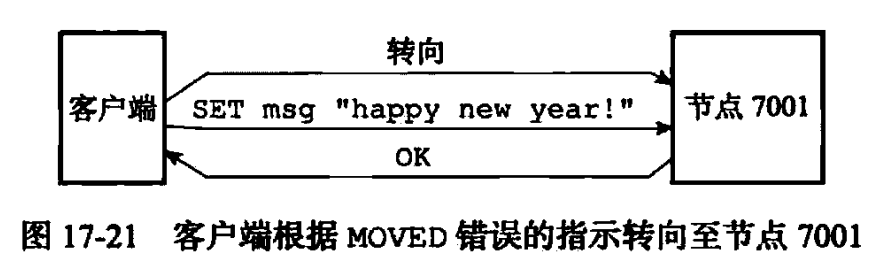 转向
客户端
SET msg "happy new year!"
节点 7001
OK
图 17-21 客户端根据 MOVED 错误的指示转向至节点 7001